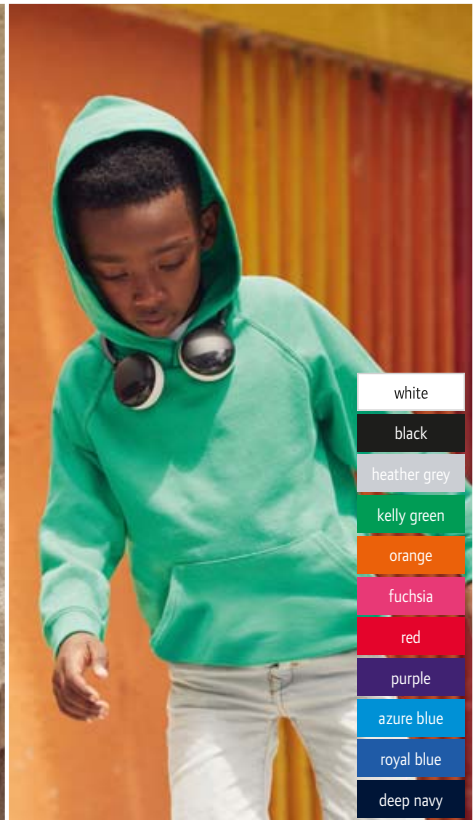 white
black
heather grey
kelly green
orange
fuchsia
red
purple
azure blue
royal blue
deep navy